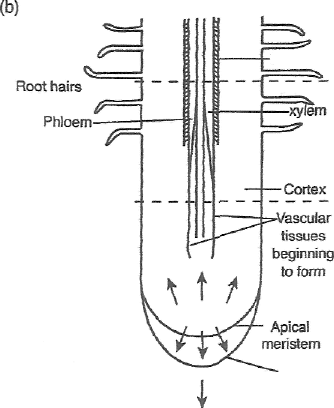 (b)
Root hairs
Phloem
xylem
Cortex
Vascular
tissues
beginning
to form
Apical
meristem